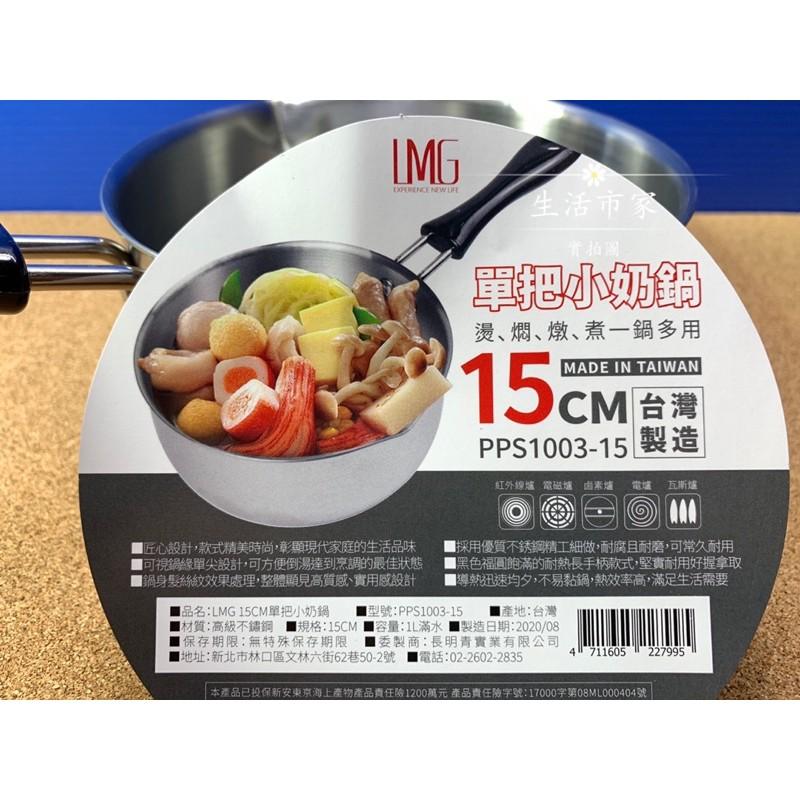 LMG
EXPERIENCE NEW LIFE
生活市家
實拍圖
單把小奶鍋
燙、燜、燉、煮一鍋多用
15CM
MADE IN TAIWAN
台灣製造
PPS1003-15
紅外線爐 電磁爐 鹵素爐 電爐 瓦斯爐
■匠心設計，款式精美時尚，彰顯現代家庭的生活品味
■可視鍋緣單尖設計，可方便倒湯達到烹調的最佳狀態
■鍋身髮絲紋效果處理，整體顯見高質感、實用感設計
■採用優質不銹鋼精工細做，耐腐且耐磨，可常久耐用
■黑色福圓飽滿的耐熱長手柄款式，堅實耐用好握拿取
■導熱迅速均勻，不易黏鍋，熱效率高，滿足生活需要
■品名：LMG 15CM單把小奶鍋 ■型號：PPS1003-15 ■產地：台灣
■材質：高級不鏽鋼 ■規格：15CM ■容量：1L滿水 ■製造日期：2020/08
■保存期限：無特殊保存期限 ■委製商：長明青實業有限公司
■地址：新北市林口區文林六街62巷50-2號 ■電話：02-2602-2835
4 711605 227995
本產品已投保新安東京海上產物產品責任險1200萬元 產品責任險字號：17000字第08ML000404號